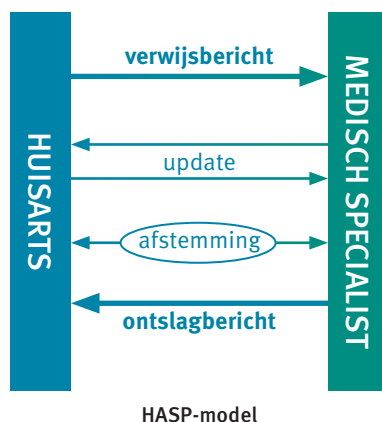 verwijsbericht
HUISARTS
MEDISCH SPECIALIST
update
afstemming
ontslagbericht
HASP-model